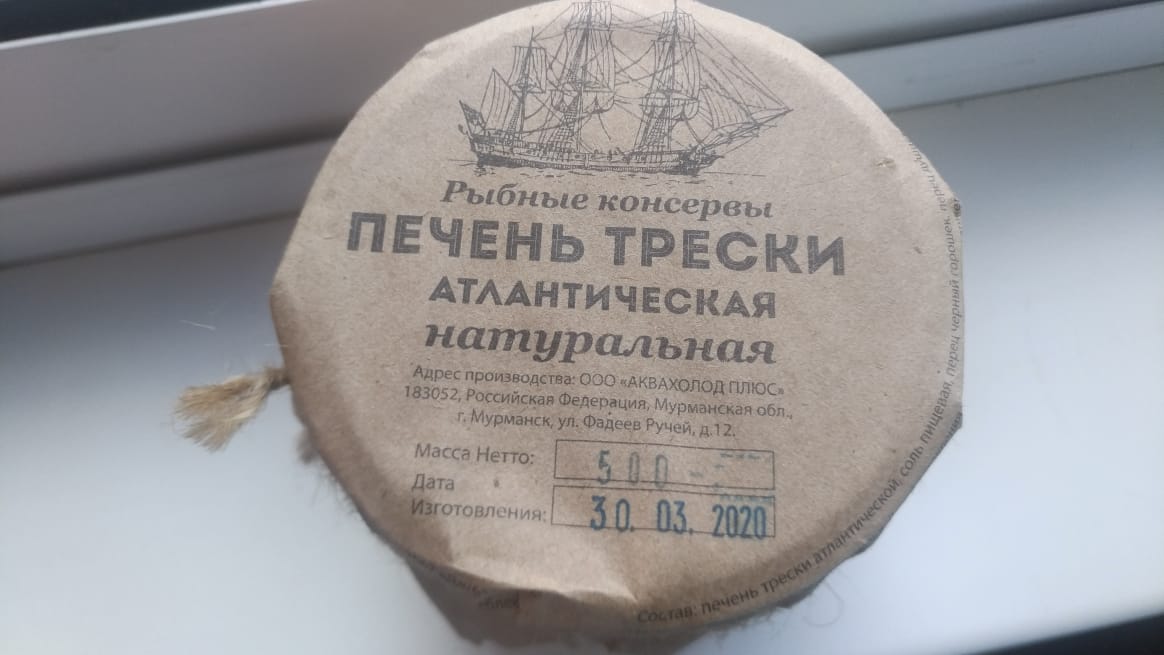 Рыбные консервы
ПЕЧЕНЬ ТРЕСКИ
АТЛАНТИЧЕСКАЯ
натуральная
Адрес производства: ООО «АКВАХОЛОД ПЛЮС»
183052, Российская Федерация, Мурманская обл.,
г. Мурманск, ул. Фадеев Ручей, д.12.
Масса Нетто: 500
Дата
Изготовления: 30. 03. 2020
Состав: печень трески атлантической, соль пищевая, перец черный горошек,